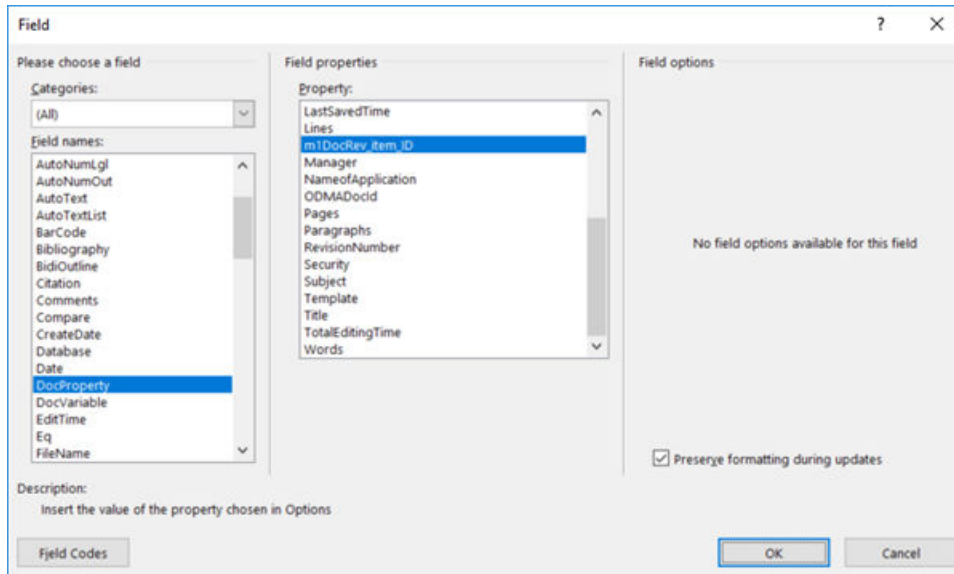 Field
?
Please choose a field
Categories:
(All)
Field names:
AutoNumLgl
AutoNumOut
AutoText
AutoTextList
BarCode
Bibliography
BidiOutline
Citation
Comments
Compare
CreateDate
Database
Date
DocProperty
DocVariable
EditTime
Eq
FileName
Field properties
Property:
LastSavedTime
Lines
m1DocRev_item_ID
Manager
NameofApplication
ODMADocId
Pages
Paragraphs
RevisionNumber
Security
Subject
Template
Title
TotalEditingTime
Words
Field options
No field options available for this field
Preserve formatting during updates
Description:
Insert the value of the property chosen in Options
Field Codes
OK
Cancel